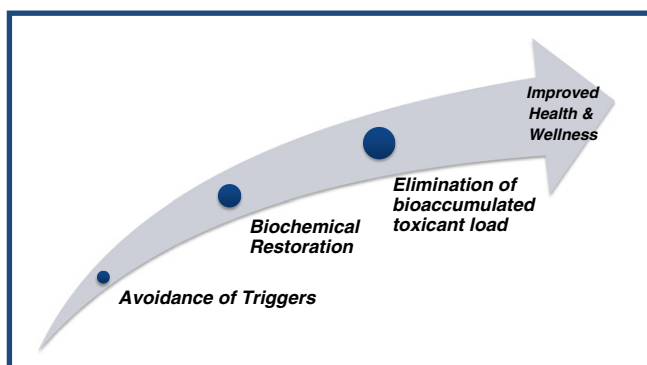 Improved
Health &
Wellness
Elimination of
bioaccumulated
toxicant load
Biochemical
Restoration
Avoidance of Triggers